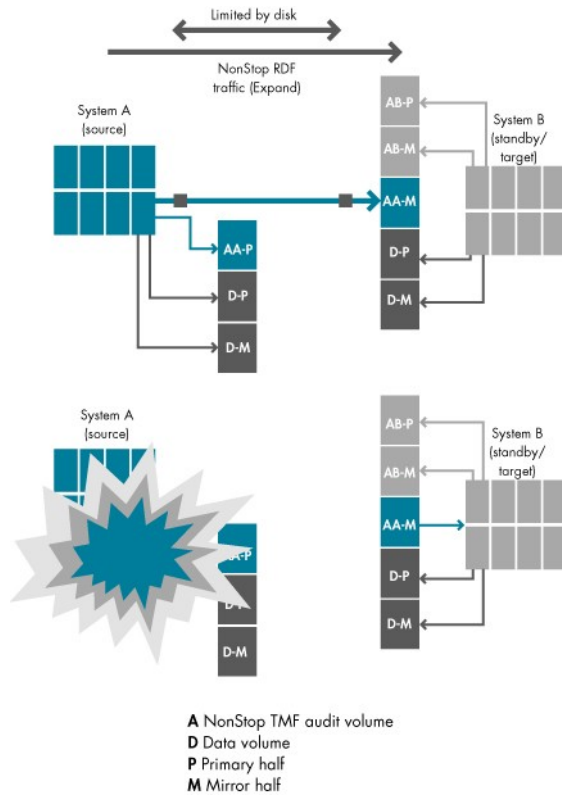 Limited by disk
NonStop RDF
traffic (Expand)
System A
(source)
AB-P
AB-M
AA-M
D-P
D-M
System B
(standby/
target)
AA-P
D-P
D-M
System A
(source)
AA-P
D-P
D-M
AB-P
AB-M
AA-M
D-P
D-M
System B
(standby/
target)
A NonStop TMF audit volume
D Data volume
P Primary half
M Mirror half